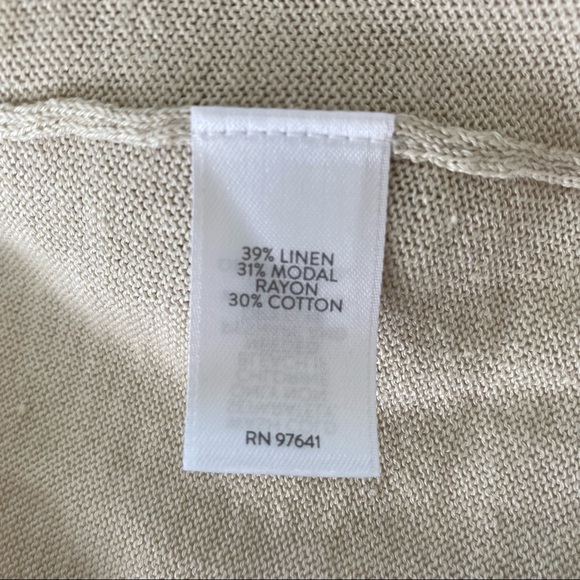 39% LINEN
31% MODAL
RAYON
30% COTTON
RN 97641